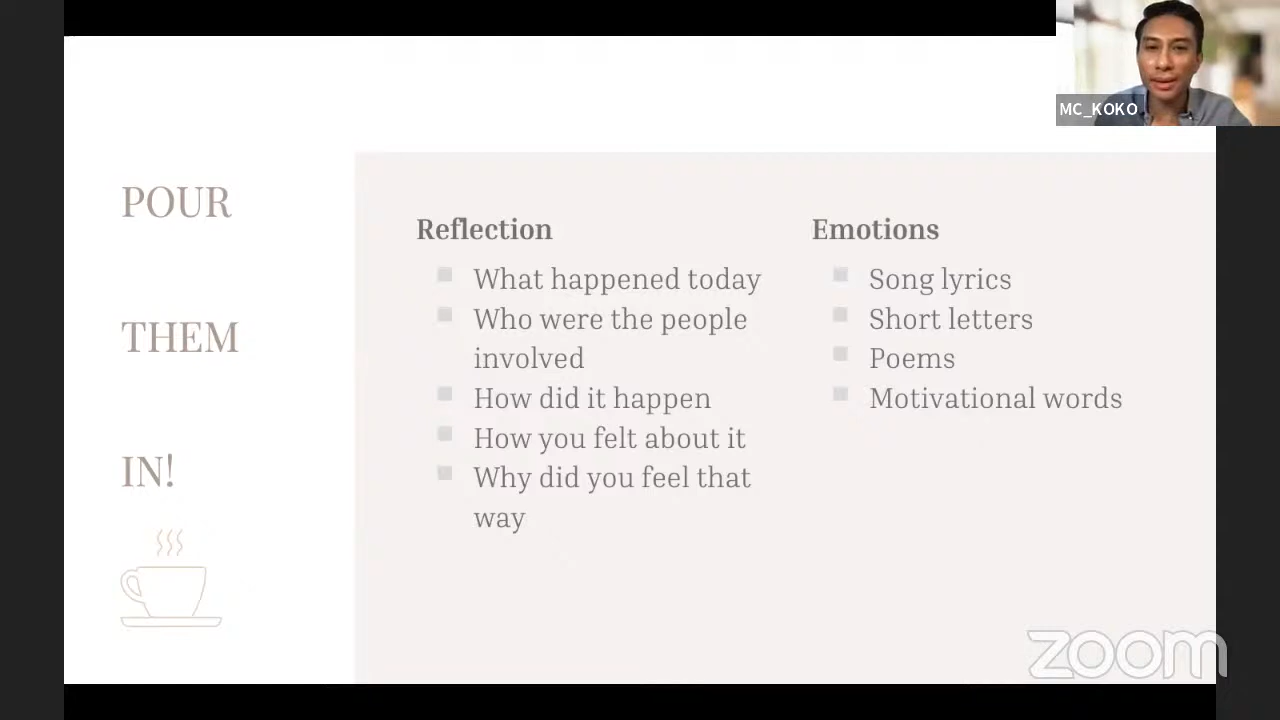 MC_KOKO
POUR
THEM
IN!
Reflection
What happened today
Who were the people
involved
How did it happen
How you felt about it
Why did you feel that
way
Emotions
Song lyrics
Short letters
Poems
Motivational words
zoom